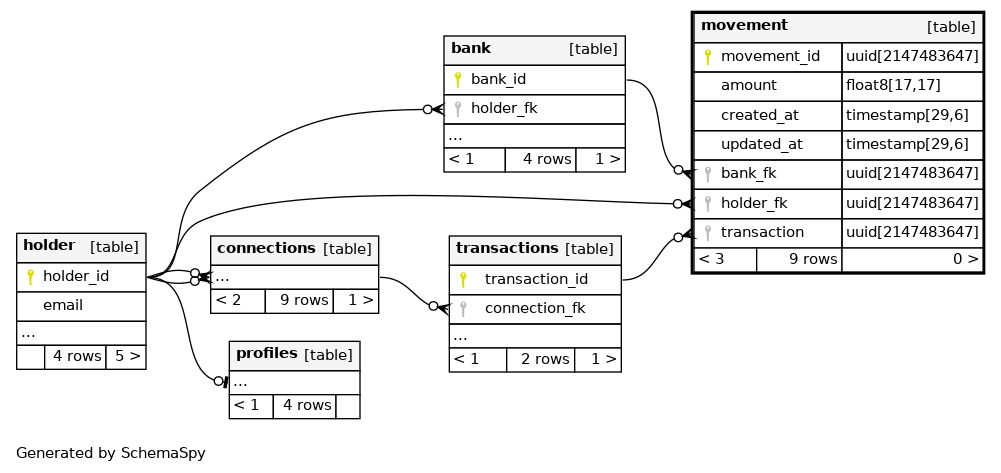 movement [table]
movement_id uuid[2147483647]
amount float8[17,17]
created_at timestamp[29,6]
updated_at timestamp[29,6]
bank_fk uuid[2147483647]
holder_fk uuid[2147483647]
transaction uuid[2147483647]
< 3 9 rows 0 >
bank [table]
bank_id
holder_fk
...
< 1 4 rows 1 >
holder [table]
holder_id
email
...
4 rows 5 >
connections [table]
...
< 2 9 rows 1 >
transactions [table]
transaction_id
connection_fk
...
< 1 2 rows 1 >
profiles [table]
...
< 1 4 rows
Generated by SchemaSpy